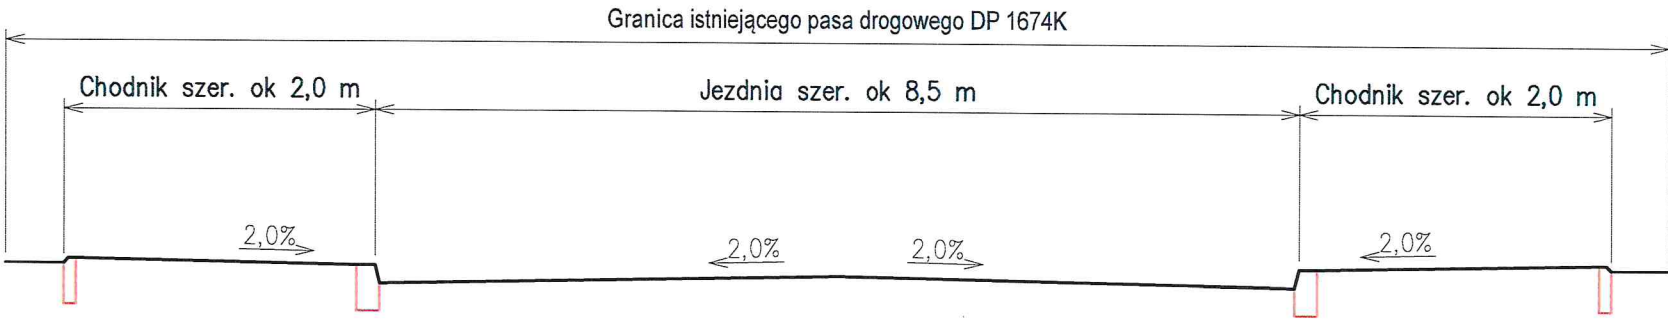 Granica istniejącego pasa drogowego DP 1674K
Chodnik szer. ok 2,0 m
Jezdnia szer. ok 8,5 m
Chodnik szer. ok 2,0 m
2,0%
2,0%
2,0%
2,0%